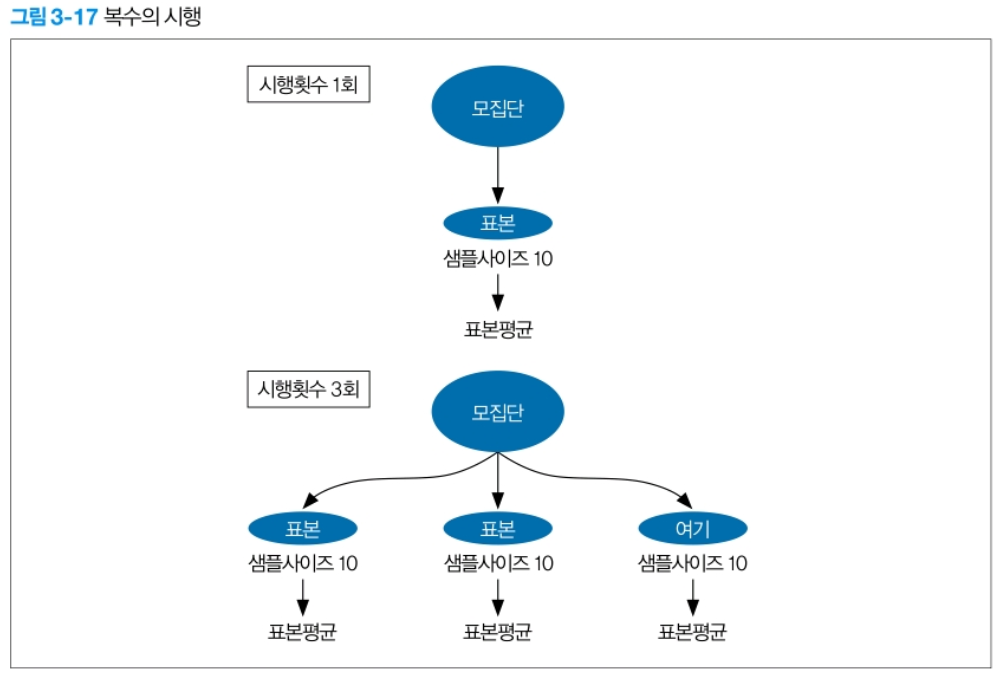 그림 3-17 복수의 시행
시행횟수 1회
모집단
표본
샘플사이즈 10
표본평균
시행횟수 3회
모집단
표본 표본 여기
샘플사이즈 10 샘플사이즈 10 샘플사이즈 10
표본평균 표본평균 표본평균